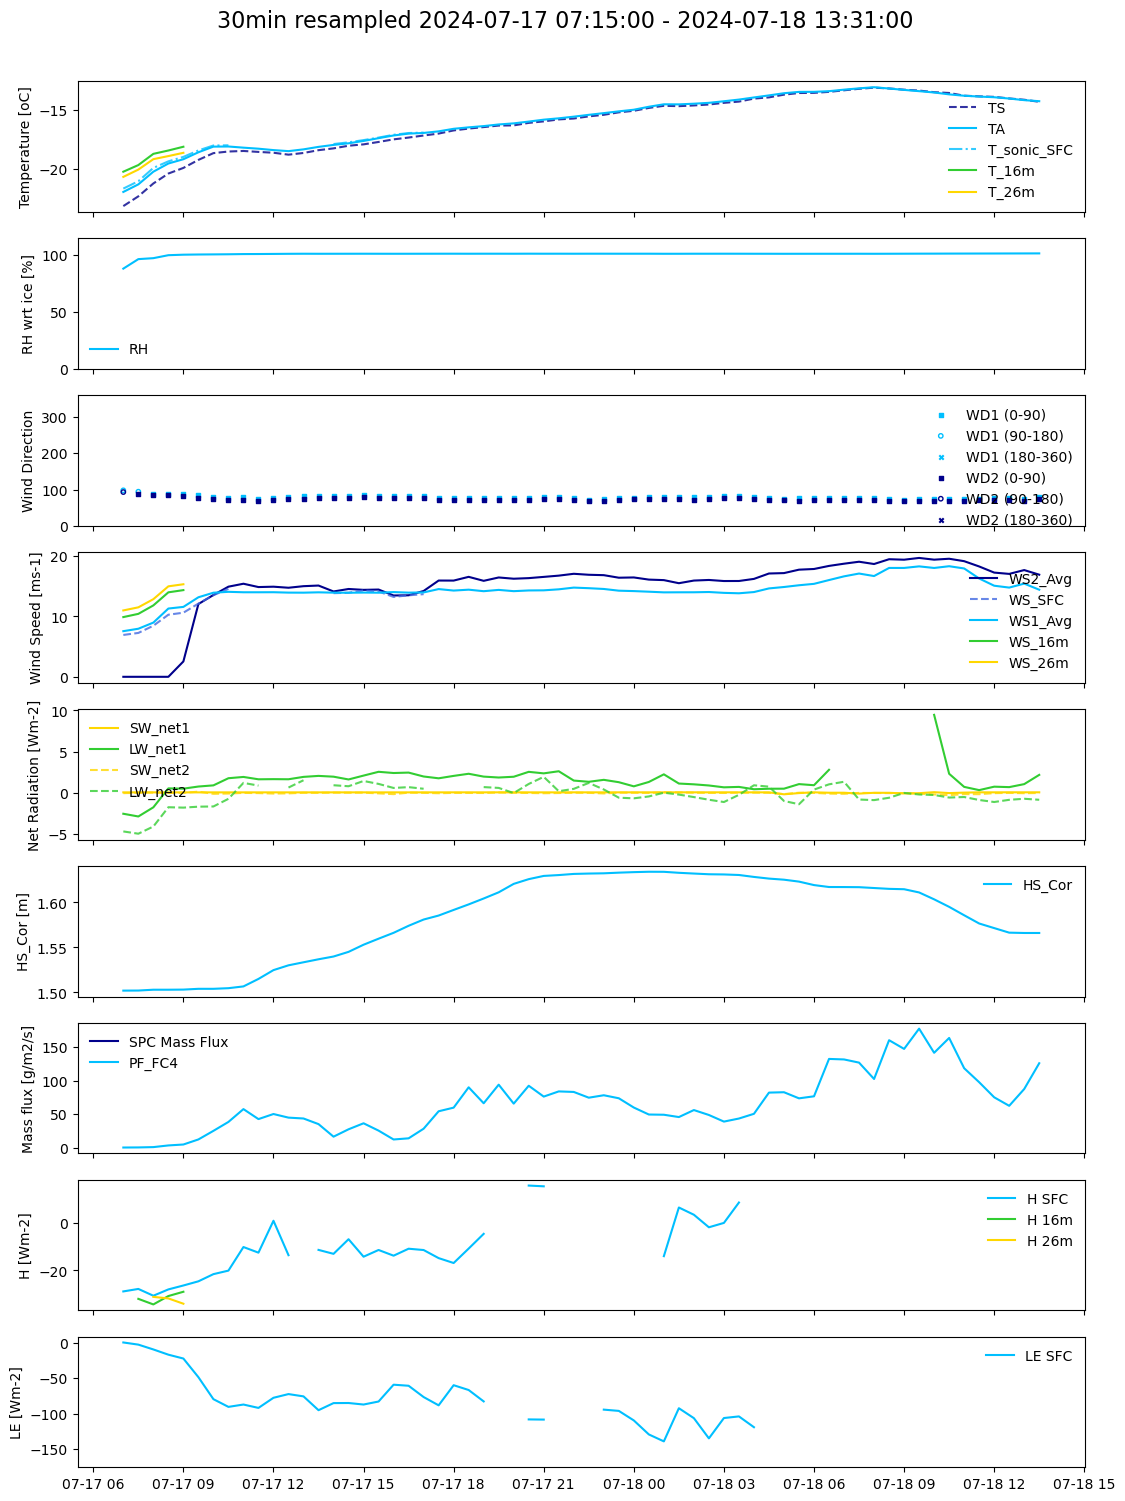 30min resampled 2024-07-17 07:15:00 - 2024-07-18 13:31:00
Temperature [oC]
−15
−20
TS
TA
T_sonic_SFC
T_16m
T_26m
RH wrt ice [%]
100
50
0
RH
Wind Direction
300
200
100
0
WD1 (0-90)
WD1 (90-180)
WD1 (180-360)
WD2 (0-90)
WD2 (90-180)
WD2 (180-360)
Wind Speed [ms-1]
20
10
0
WS2_Avg
WS_SFC
WS1_Avg
WS_16m
WS_26m
Net Radiation [Wm-2]
10
5
0
−5
SW_net1
LW_net1
SW_net2
LW_net2
HS_Cor [m]
1.60
1.55
1.50
HS_Cor
Mass flux [g/m2/s]
150
100
50
0
SPC Mass Flux
PF_FC4
H [Wm-2]
0
−20
H SFC
H 16m
H 26m
LE [Wm-2]
0
−50
−100
−150
LE SFC
07-17 06 07-17 09 07-17 12 07-17 15 07-17 18 07-17 21 07-18 00 07-18 03 07-18 06 07-18 09 07-18 12 07-18 15